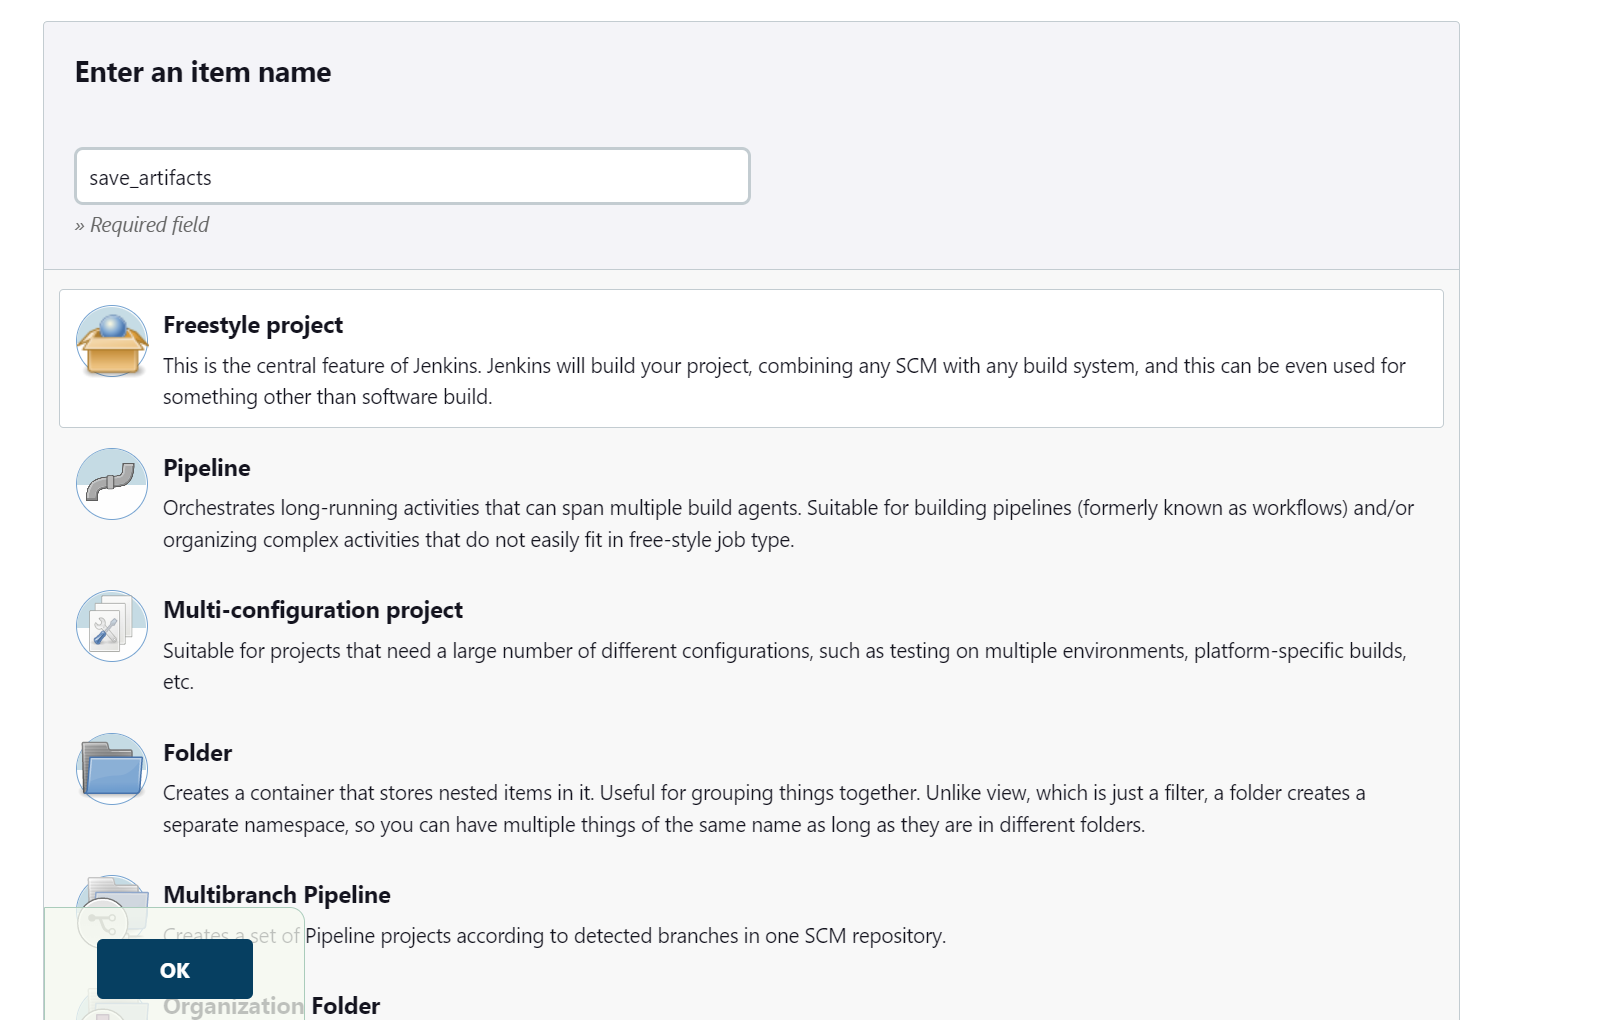 Enter an item name
save_artifacts
» Required field
Freestyle project
This is the central feature of Jenkins. Jenkins will build your project, combining any SCM with any build system, and this can be even used for
something other than software build.
Pipeline
Orchestrates long-running activities that can span multiple build agents. Suitable for building pipelines (formerly known as workflows) and/or
organizing complex activities that do not easily fit in free-style job type.
Multi-configuration project
Suitable for projects that need a large number of different configurations, such as testing on multiple environments, platform-specific builds,
etc.
Folder
Creates a container that stores nested items in it. Useful for grouping things together. Unlike view, which is just a filter, a folder creates a
separate namespace, so you can have multiple things of the same name as long as they are in different folders.
Multibranch Pipeline
Creates a set of Pipeline projects according to detected branches in one SCM repository.
OK
Organization Folder